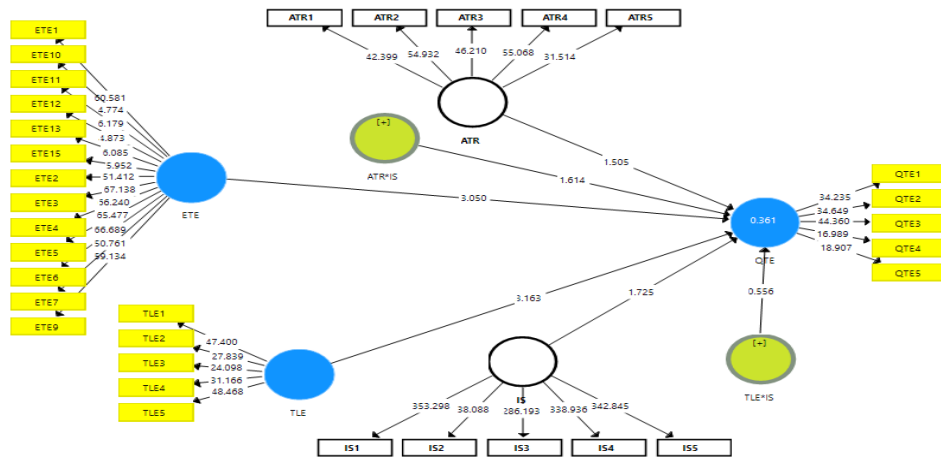 ATR1 ATR2 ATR3 ATR4 ATR5
42.399 54.932 46.210 55.068 31.514
ATR
ETE1
ETE10
ETE11
ETE12
ETE13
ETE15
ETE2
ETE3
ETE4
ETE5
ETE6
ETE7
ETE9
60.581
4.774
6.179
4.873
6.085
5.952
51.412
67.138
56.240
65.477
66.689
50.761
59.134
ETE
[+]
ATR*IS
1.505
1.614
3.050
3.163
1.725
0.556
0.361
QTE
34.235
34.649
44.360
16.989
18.907
QTE1
QTE2
QTE3
QTE4
QTE5
TLE1
TLE2
TLE3
TLE4
TLE5
47.400
27.839
24.098
31.166
48.468
TLE
[+]
TLE*IS
IS
353.298 38.088 286.193 338.936 342.845
IS1 IS2 IS3 IS4 IS5